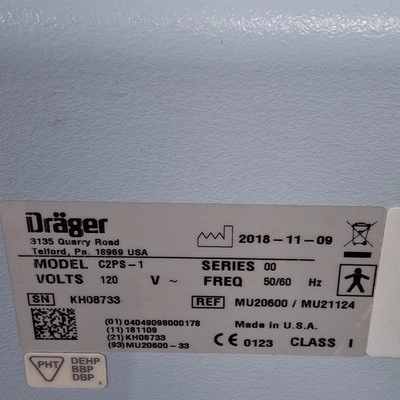 Dräger
3135 Quarry Road
Telford, Pa. 18969 USA
2018-11-09
MODEL C2PS-1 SERIES 00
VOLTS 120 V ~ FREQ 50/60 Hz
SN KH08733 REF MU20600 / MU21124
(01) 04049098000178
(11) 181109
(21) KH08733
(93) MU20600-33
Made in U.S.A.
CE 0123 CLASS I
PHT DEHP
BBP
DBP